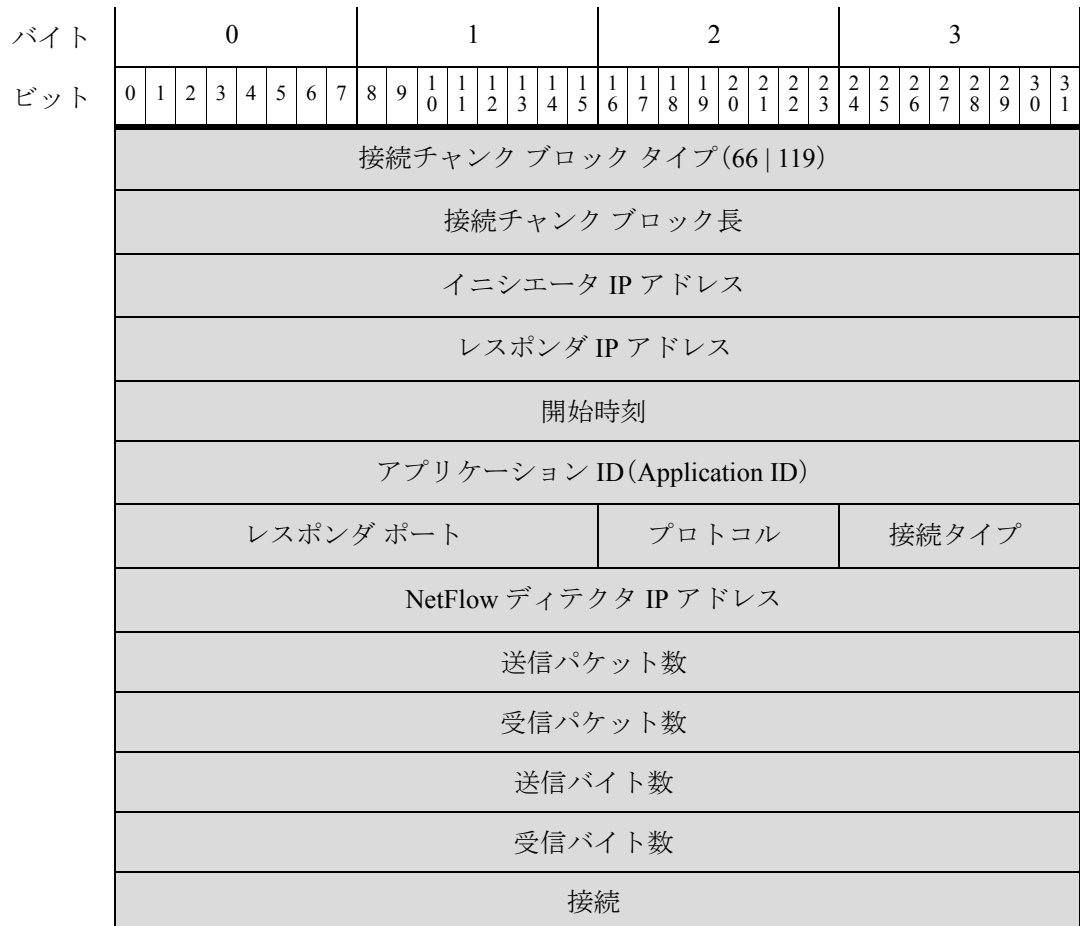 バイト 0 1 2 3
ビット 0 1 2 3 4 5 6 7 8 9 10 11 12 13 14 15 16 17 18 19 20 21 22 23 24 25 26 27 28 29 30 31
接続チャンク ブロック タイプ（66 | 119）
接続チャンク ブロック長
イニシエータ IP アドレス
レスポンダ IP アドレス
開始時刻
アプリケーション ID（Application ID）
レスポンダ ポート プロトコル 接続タイプ
NetFlow ディテクタ IP アドレス
送信パケット数
受信パケット数
送信バイト数
受信バイト数
接続